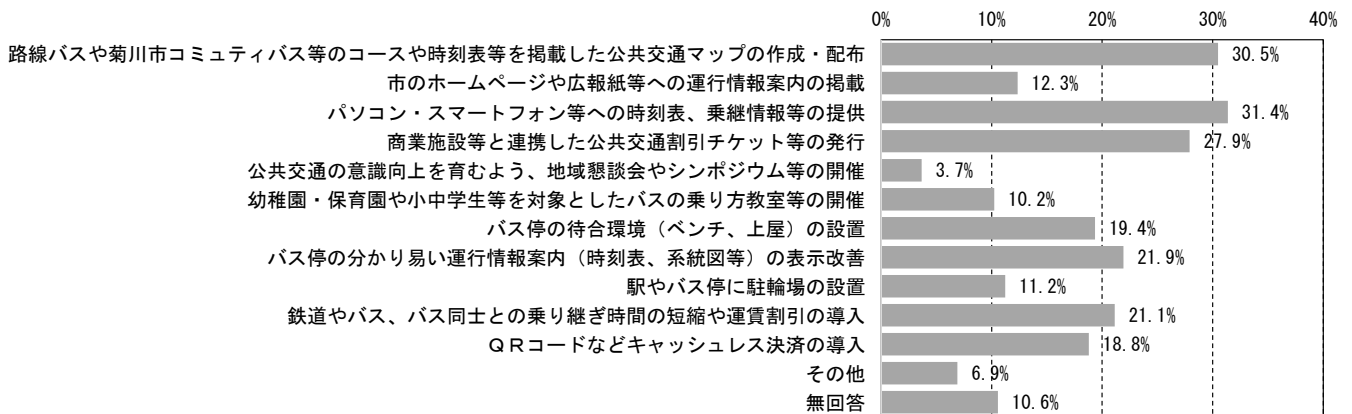 0% 10% 20% 30% 40%
路線バスや菊川市コミュティバス等のコースや時刻表等を掲載した公共交通マップの作成・配布 30.5%
市のホームページや広報紙等への運行情報案内の掲載 12.3%
パソコン・スマートフォン等への時刻表、乗継情報等の提供 31.4%
商業施設等と連携した公共交通割引チケット等の発行 27.9%
公共交通の意識向上を育むよう、地域懇談会やシンポジウム等の開催 3.7%
幼稚園・保育園や小中学生等を対象としたバスの乗り方教室等の開催 10.2%
バス停の待合環境（ベンチ、上屋）の設置 19.4%
バス停の分かり易い運行情報案内（時刻表、系統図等）の表示改善 21.9%
駅やバス停に駐輪場の設置 11.2%
鉄道やバス、バス同士との乗り継ぎ時間の短縮や運賃割引の導入 21.1%
ＱＲコードなどキャッシュレス決済の導入 18.8%
その他 6.9%
無回答 10.6%